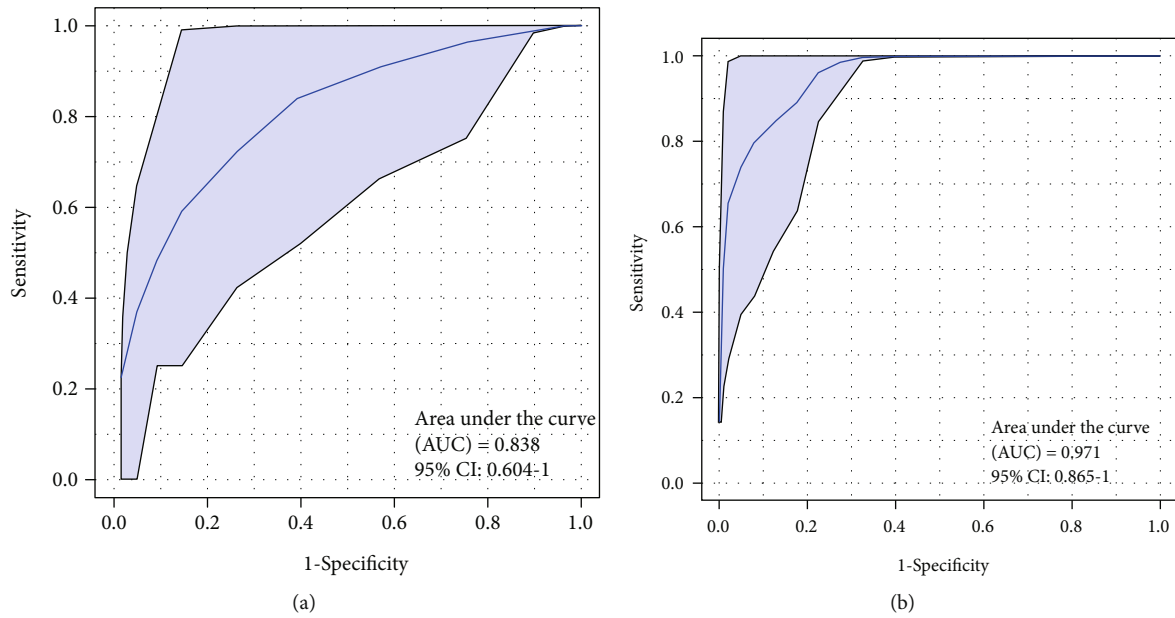 1.0
0.8
0.6
0.4
0.2
0.0
Sensitivity
Area under the curve
(AUC) = 0.838
95% CI: 0.604-1
0.0 0.2 0.4 0.6 0.8 1.0
1-Specificity
(a)
1.0
0.8
0.6
0.4
0.2
0.0
Sensitivity
Area under the curve
(AUC) = 0.971
95% CI: 0.865-1
0.0 0.2 0.4 0.6 0.8 1.0
1-Specificity
(b)